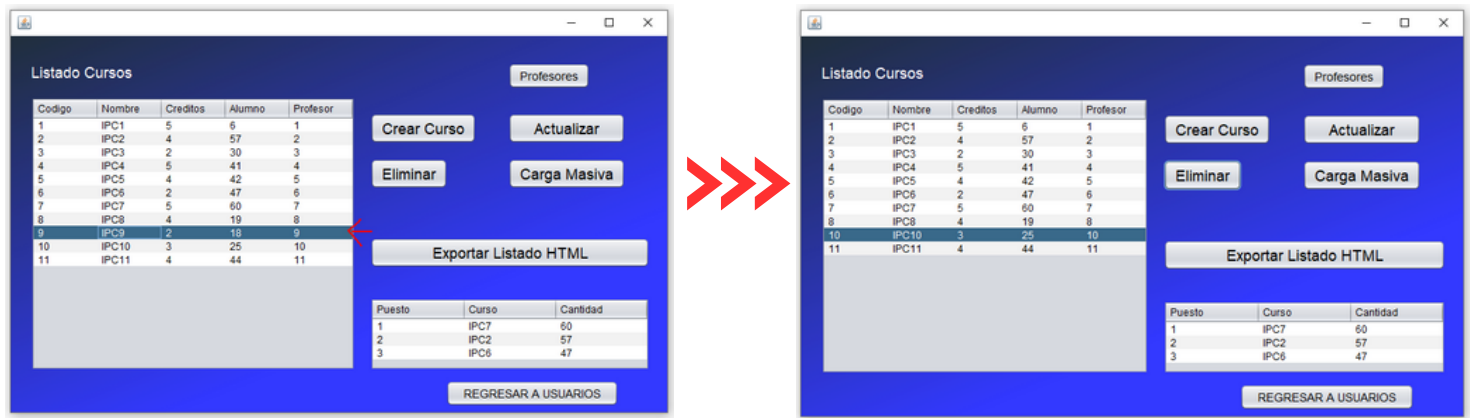 Listado Cursos
Profesores
Codigo Nombre Creditos Alumno Profesor
1 IPC1 5 6 1
2 IPC2 4 57 2
3 IPC3 2 30 3
4 IPC4 5 41 4
5 IPC5 4 42 5
6 IPC6 2 47 6
7 IPC7 5 60 7
8 IPC8 4 19 8
9 IPC9 2 18 9
10 IPC10 3 25 10
11 IPC11 4 44 11
Crear Curso Actualizar
Eliminar Carga Masiva
Exportar Listado HTML
Puesto Curso Cantidad
1 IPC7 60
2 IPC2 57
3 IPC6 47
REGRESAR A USUARIOS
Listado Cursos
Profesores
Codigo Nombre Creditos Alumno Profesor
1 IPC1 5 6 1
2 IPC2 4 57 2
3 IPC3 2 30 3
4 IPC4 5 41 4
5 IPC5 4 42 5
6 IPC6 2 47 6
7 IPC7 5 60 7
8 IPC8 4 19 8
10 IPC10 3 25 10
11 IPC11 4 44 11
Crear Curso Actualizar
Eliminar Carga Masiva
Exportar Listado HTML
Puesto Curso Cantidad
1 IPC7 60
2 IPC2 57
3 IPC6 47
REGRESAR A USUARIOS